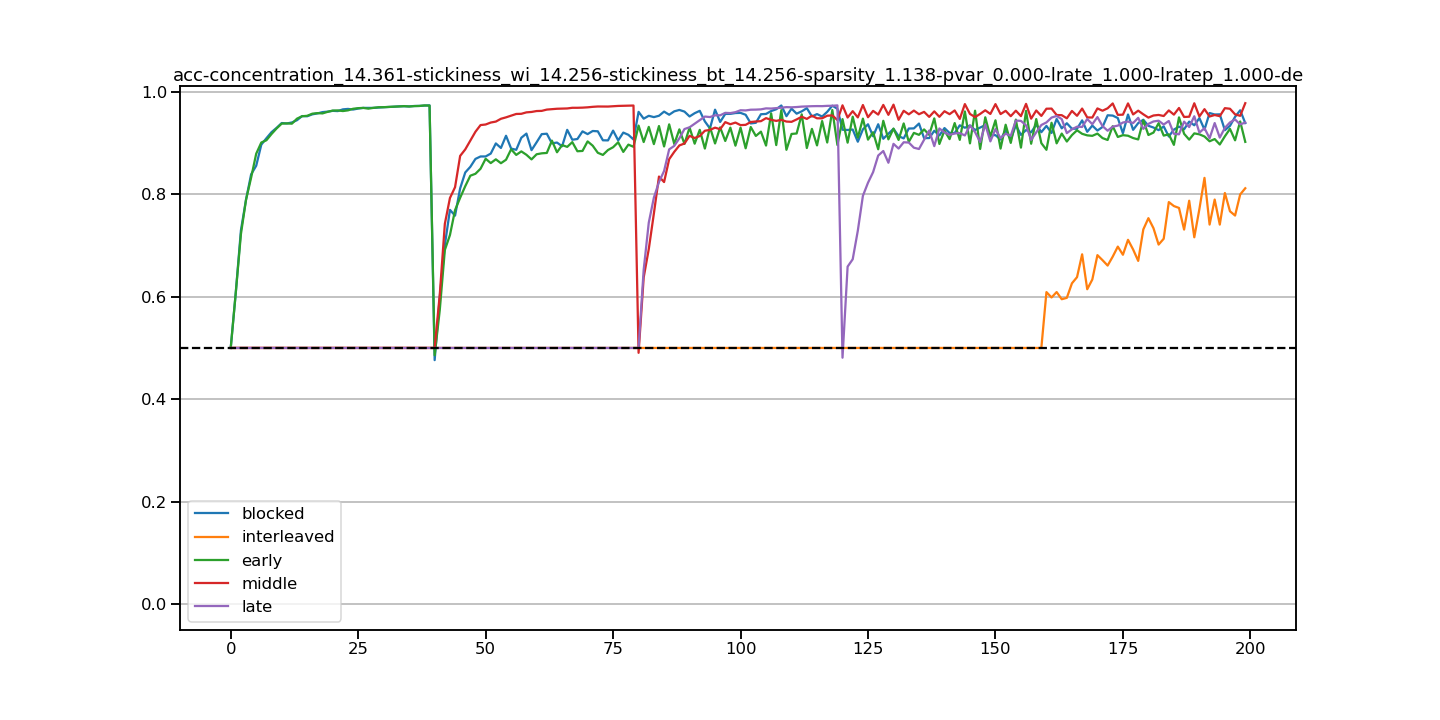 acc-concentration_14.361-stickiness_wi_14.256-stickiness_bt_14.256-sparsity_1.138-pvar_0.000-lrate_1.000-lratep_1.000-de
1.0
0.8
0.6
0.4
0.2
0.0
blocked
interleaved
early
middle
late
0 25 50 75 100 125 150 175 200